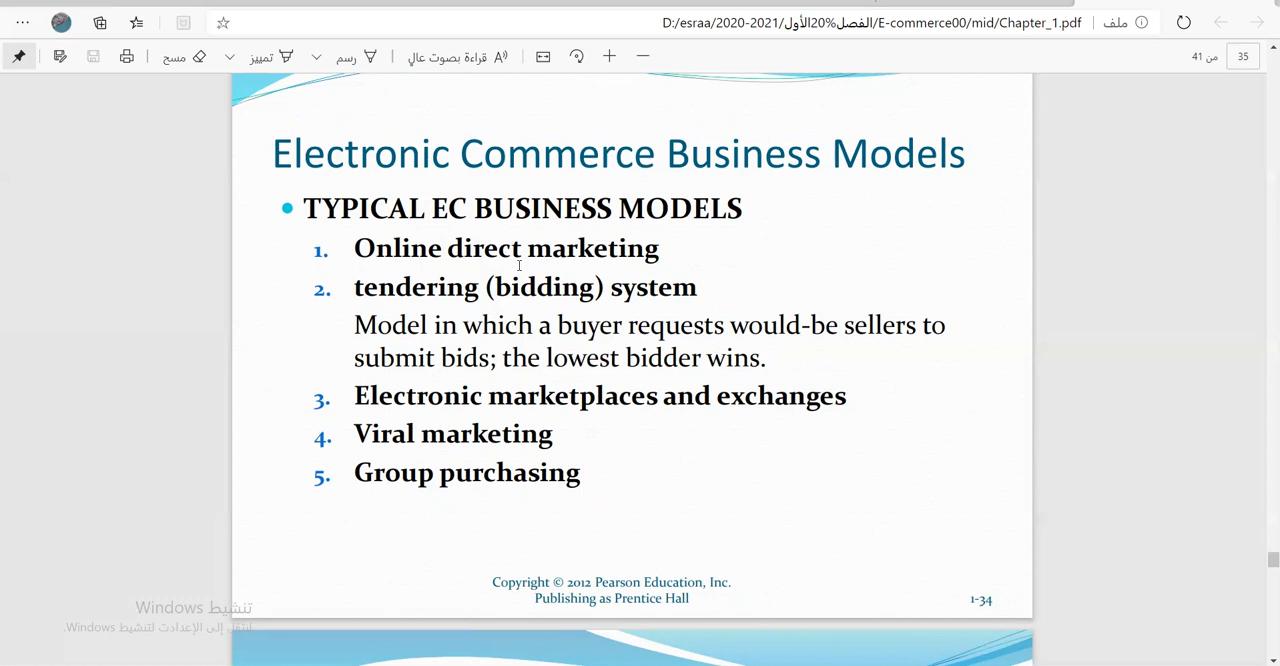 D:/esraa/2020-2021/الفصل%20الأول/E-commerce00/mid/Chapter_1.pdf
ملف
مسح
تمييز
رسم
قراءة بصوت عالٍ
35
من 41
Electronic Commerce Business Models
• TYPICAL EC BUSINESS MODELS
1. Online direct marketing
2. tendering (bidding) system
Model in which a buyer requests would-be sellers to
submit bids; the lowest bidder wins.
3. Electronic marketplaces and exchanges
4. Viral marketing
5. Group purchasing
Copyright © 2012 Pearson Education, Inc.
Publishing as Prentice Hall
1-34
تنشيط Windows
انتقل إلى الإعدادت لتنشيط Windows.